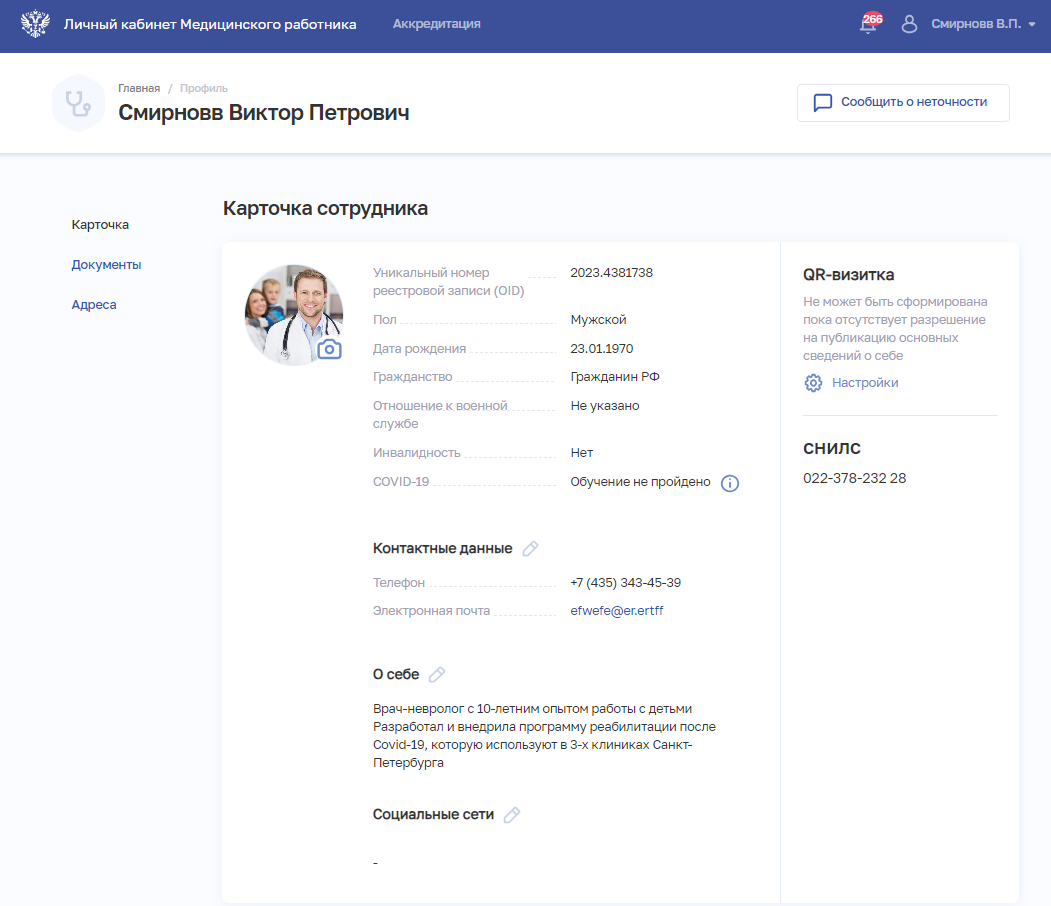 Личный кабинет Медицинского работника
Аккредитация
266
Смирновв В.П.
Главная / Профиль
Смирновв Виктор Петрович
Сообщить о неточности
Карточка
Документы
Адреса
Карточка сотрудника
Уникальный номер
реестровой записи (OID)
2023.4381738
Пол
Мужской
Дата рождения
23.01.1970
Гражданство
Гражданин РФ
Отношение к военной
службе
Не указано
Инвалидность
Нет
COVID-19
Обучение не пройдено
Контактные данные
Телефон
+7 (435) 343-45-39
Электронная почта
efwefe@er.ertff
О себе
Врач-невролог с 10-летним опытом работы с детьми
Разработал и внедрила программу реабилитации после
Covid-19, которую используют в 3-х клиниках Санкт-
Петербурга
Социальные сети
-
QR-визитка
Не может быть сформирована
пока отсутствует разрешение
на публикацию основных
сведений о себе
Настройки
СНИЛС
022-378-232 28